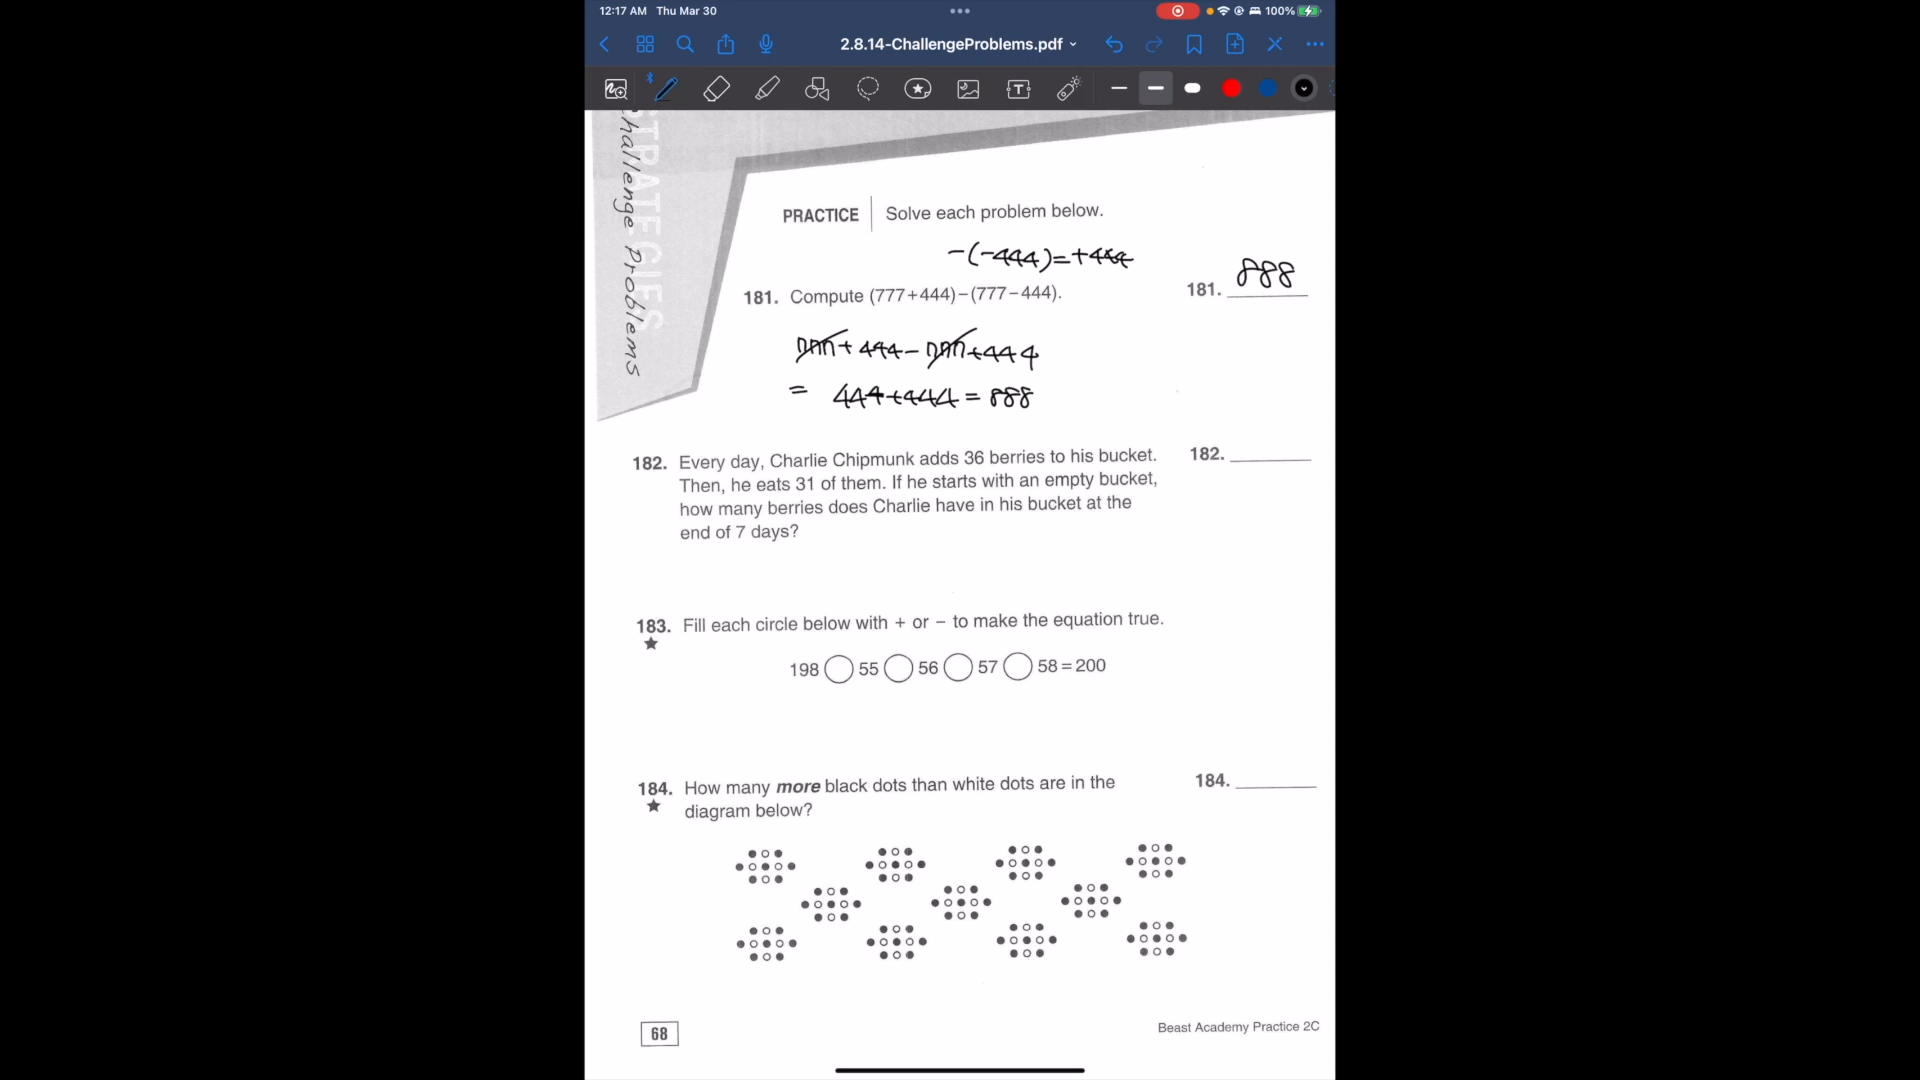 12:17 AM Thu Mar 30
100%
2.8.14-ChallengeProblems.pdf
STRATEGIES
Challenge Problems
PRACTICE Solve each problem below.
-(-444)=+444
181. Compute (777+444)−(777−444).
181. 888
777+444-777+444
= 444+444=888
182. Every day, Charlie Chipmunk adds 36 berries to his bucket.
Then, he eats 31 of them. If he starts with an empty bucket,
how many berries does Charlie have in his bucket at the
end of 7 days?
182.
183. Fill each circle below with + or − to make the equation true.
★
198 ◯ 55 ◯ 56 ◯ 57 ◯ 58=200
184. How many more black dots than white dots are in the
★ diagram below?
184.
68
Beast Academy Practice 2C